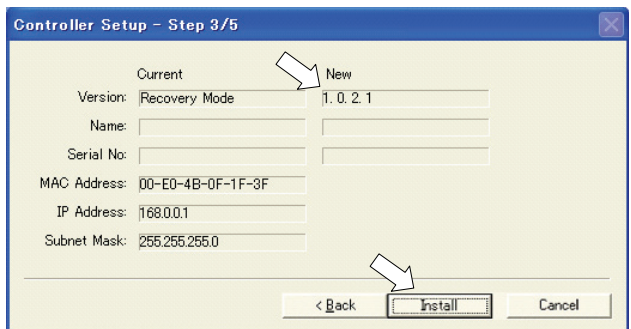 Controller Setup - Step 3/5
Current New
Version: Recovery Mode 1. 0. 2. 1
Name:
Serial No:
MAC Address: 00-E0-4B-0F-1F-3F
IP Address: 168.0.0.1
Subnet Mask: 255.255.255.0
< Back Install Cancel